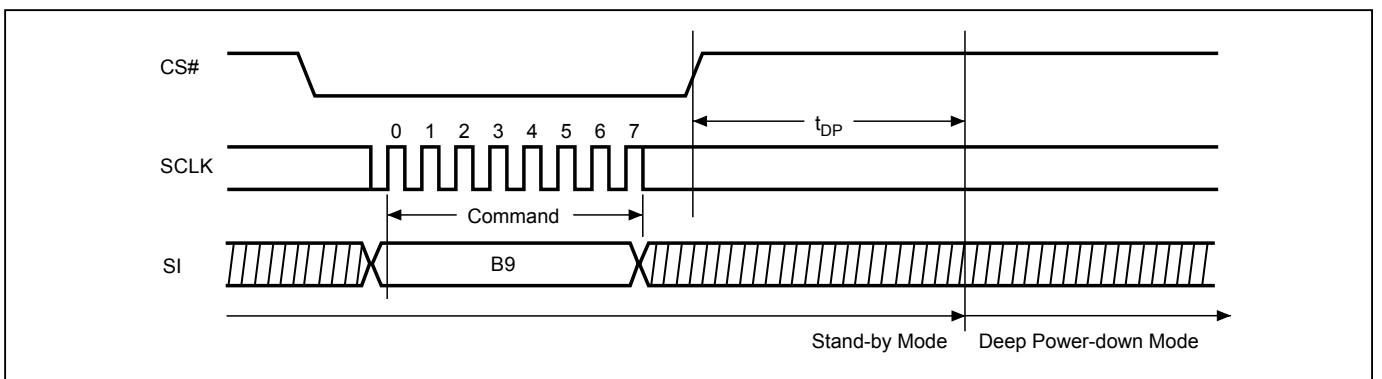 CS#
tDP
0 1 2 3 4 5 6 7
SCLK
Command
SI
B9
Stand-by Mode Deep Power-down Mode